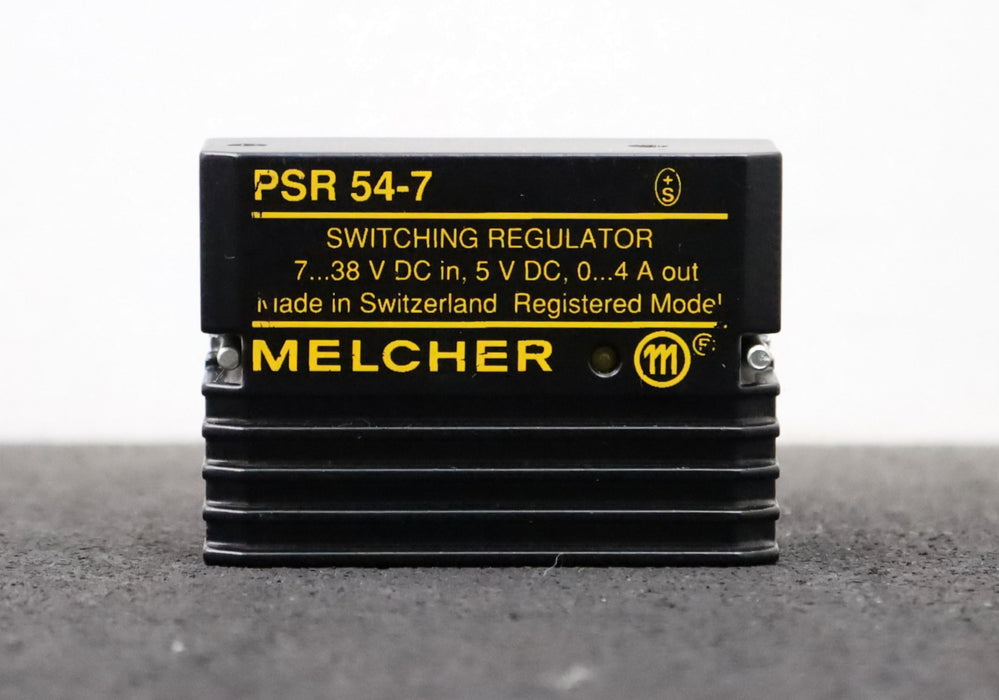 PSR 54-7
+S
SWITCHING REGULATOR
7...38 V DC in, 5 V DC, 0...4 A out
Made in Switzerland Registered Model
MELCHER m ®